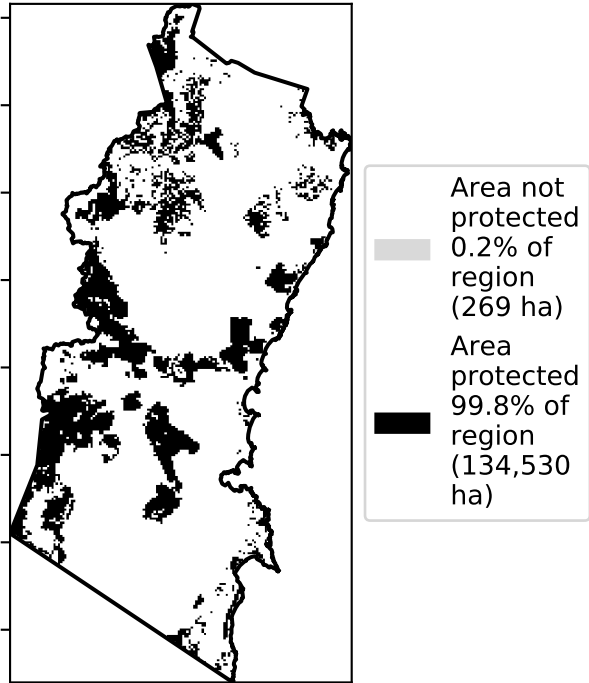 Area not
protected
0.2% of
region
(269 ha)
Area
protected
99.8% of
region
(134,530
ha)